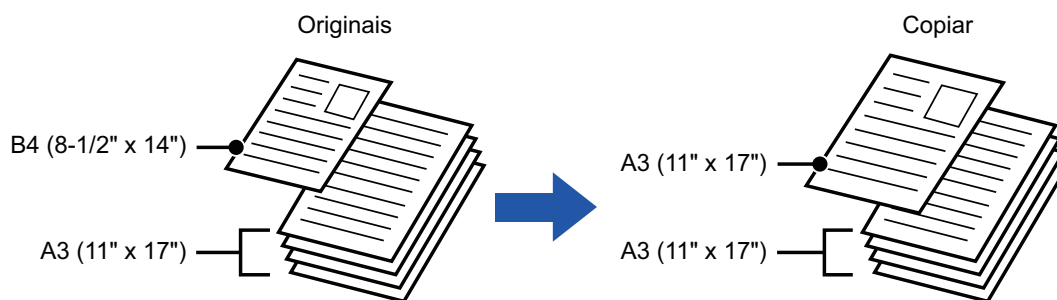 Originais
B4 (8-1/2" x 14")
A3 (11" x 17")
Copiar
A3 (11" x 17")
A3 (11" x 17")